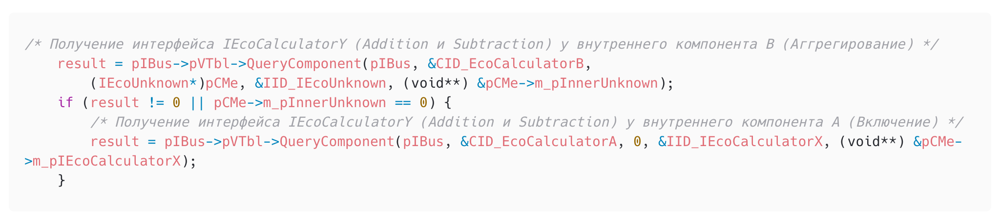 /* Получение интерфейса IEcoCalculatorY (Addition и Subtraction) у внутреннего компонента B (Аггрегирование) */
    result = pIBus->pVTbl->QueryComponent(pIBus, &CID_EcoCalculatorB,
        (IEcoUnknown*)pCMe, &IID_IEcoUnknown, (void**) &pCMe->m_pInnerUnknown);
    if (result != 0 || pCMe->m_pInnerUnknown == 0) {
        /* Получение интерфейса IEcoCalculatorY (Addition и Subtraction) у внутреннего компонента A (Включение) */
        result = pIBus->pVTbl->QueryComponent(pIBus, &CID_EcoCalculatorA, 0, &IID_IEcoCalculatorX, (void**) &pCMe-
>m_pIEcoCalculatorX);
    }